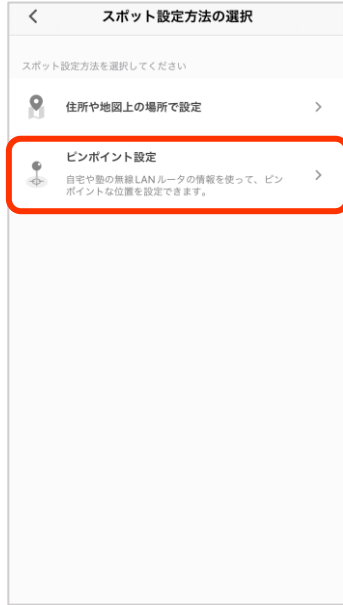 スポット設定方法の選択
スポット設定方法を選択してください
住所や地図上の場所で設定
ピンポイント設定
自宅や塾の無線LANルータの情報を使って、ピン
ポイントな位置を設定できます。